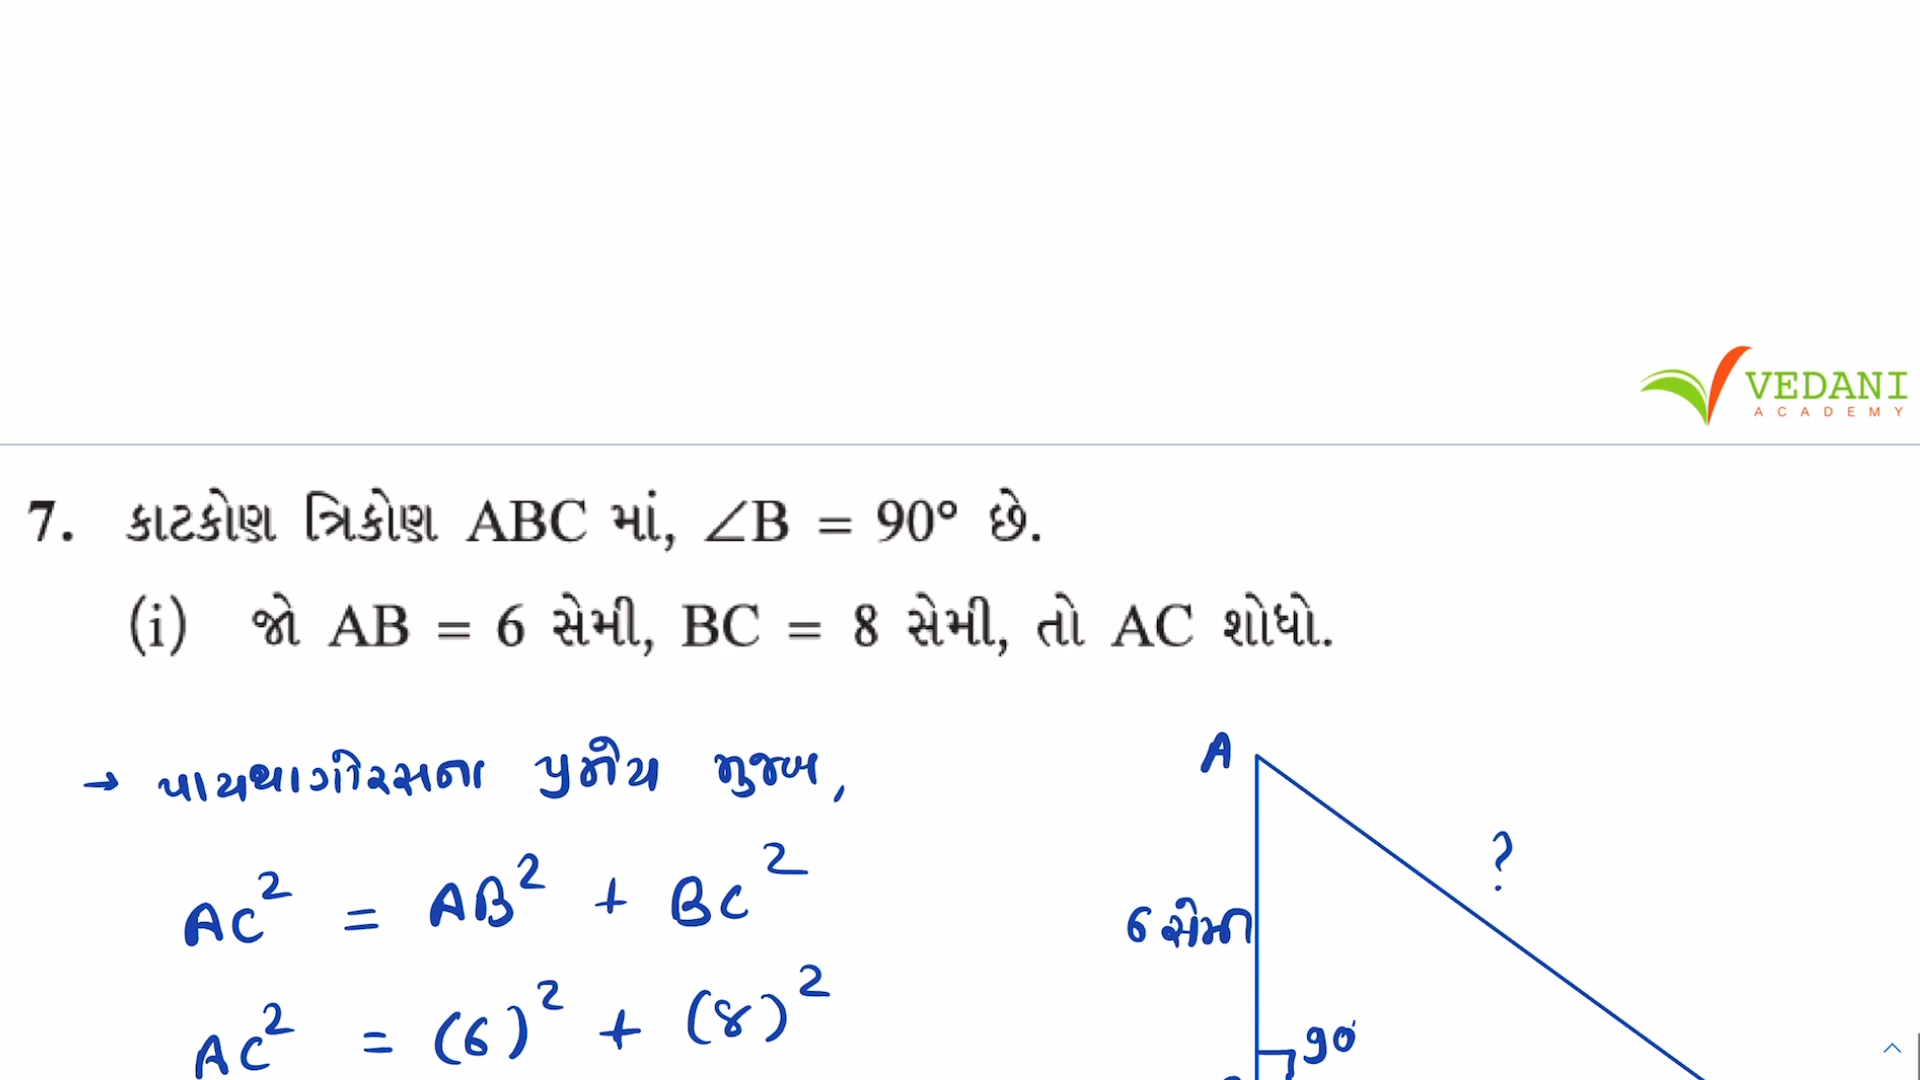 VEDANI
ACADEMY
7. કાટકોણ ત્રિકોણ ABC માં, ∠B = 90° છે.
(i) જો AB = 6 સેમી, BC = 8 સેમી, તો AC શોધો.
→ પાયથાગોરસના પ્રમેય મુજબ,
AC² = AB² + BC²
AC² = (6)² + (8)²
A
?
6 સેમી
90°